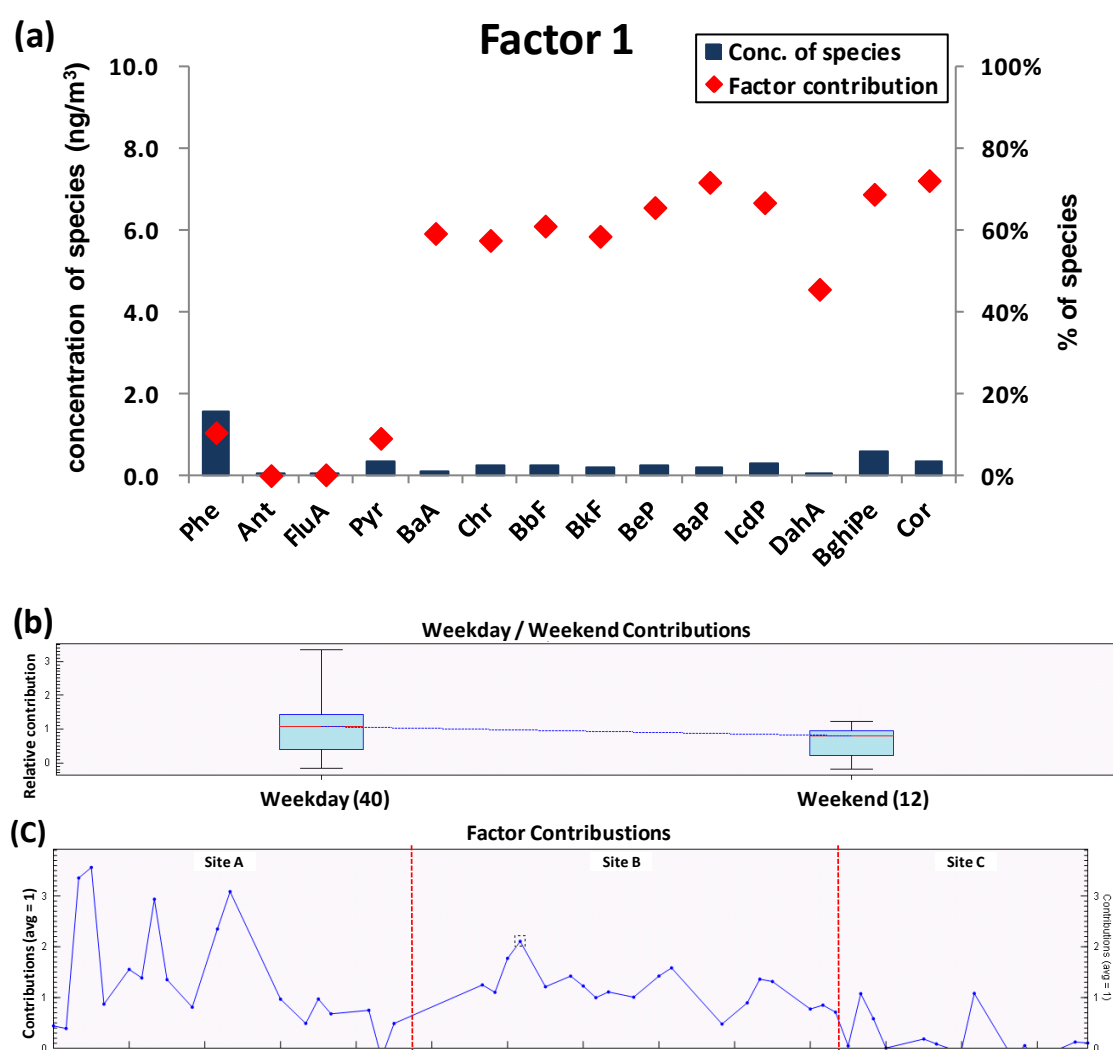 (a)
Factor 1
Conc. of species
Factor contribution
concentration of species (ng/m³)
10.0
8.0
6.0
4.0
2.0
0.0
100%
80%
60%
40%
20%
0%
% of species
Phe Ant FluA Pyr BaA Chr BbF BkF BeP BaP IcdP DahA BghiPe Cor
(b)
Weekday / Weekend Contributions
Relative contribution
3
2
1
0
Weekday (40) Weekend (12)
(C)
Factor Contribustions
Site A Site B Site C
Contributions (avg = 1)
3
2
1
0
3
2
1
0
Contributions (avg = 1)